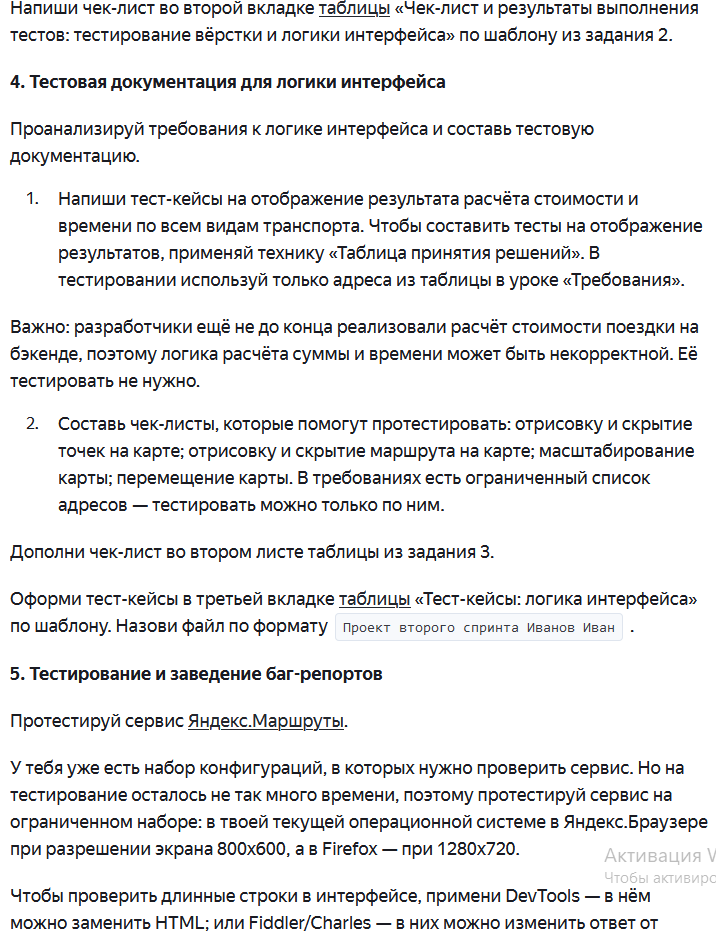 Напиши чек-лист во второй вкладке таблицы «Чек-лист и результаты выполнения
тестов: тестирование вёрстки и логики интерфейса» по шаблону из задания 2.
4. Тестовая документация для логики интерфейса
Проанализируй требования к логике интерфейса и составь тестовую
документацию.
1. Напиши тест-кейсы на отображение результата расчёта стоимости и
времени по всем видам транспорта. Чтобы составить тесты на отображение
результатов, применяй технику «Таблица принятия решений». В
тестировании используй только адреса из таблицы в уроке «Требования».
Важно: разработчики ещё не до конца реализовали расчёт стоимости поездки на
бэкенде, поэтому логика расчёта суммы и времени может быть некорректной. Её
тестировать не нужно.
2. Составь чек-листы, которые помогут протестировать: отрисовку и скрытие
точек на карте; отрисовку и скрытие маршрута на карте; масштабирование
карты; перемещение карты. В требованиях есть ограниченный список
адресов — тестировать можно только по ним.
Дополни чек-лист во втором листе таблицы из задания 3.
Оформи тест-кейсы в третьей вкладке таблицы «Тест-кейсы: логика интерфейса»
по шаблону. Назови файл по формату Проект второго спринта Иванов Иван .
5. Тестирование и заведение баг-репортов
Протестируй сервис Яндекс.Маршруты.
У тебя уже есть набор конфигураций, в которых нужно проверить сервис. Но на
тестирование осталось не так много времени, поэтому протестируй сервис на
ограниченном наборе: в твоей текущей операционной системе в Яндекс.Браузере
при разрешении экрана 800x600, а в Firefox — при 1280x720.
Активация W
Чтобы активиро
Чтобы проверить длинные строки в интерфейсе, примени DevTools — в нём
можно заменить HTML; или Fiddler/Charles — в них можно изменить ответ от